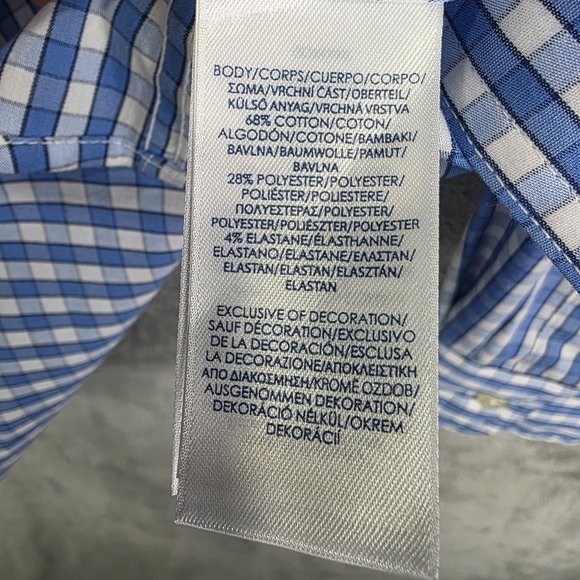 BODY/CORPS/CUERPO/CORPO/
ΣΩΜΑ/VRCHNÍ ČÁST/OBERTEIL/
KÜLSŐ ANYAG/VRCHNÁ VRSTVA
68% COTTON/COTON/
ALGODÓN/COTONE/BAMBAKI/
BAVLNA/BAUMWOLLE/PAMUT/
BAVLNA
28% POLYESTER/POLYESTER/
POLIÉSTER/POLIESTERE/
ΠΟΛΥΕΣΤΕΡΑΣ/POLYESTER/
POLYESTER/POLIÉSZTER/POLYESTER
4% ELASTANE/ÉLASTHANNE/
ELASTANO/ELASTANE/ΕΛΑΣΤΑΝ/
ELASTAN/ELASTAN/ELASZTÁN/
ELASTAN
EXCLUSIVE OF DECORATION/
SAUF DÉCORATION/EXCLUSIVO
DE LA DECORACIÓN/ESCLUSA
LA DECORAZIONE/ΑΠΟΚΛΕΙΣΤΙΚΗ
ΑΠΟ ΔΙΑΚΟΣΜΗΣΗ/KROMĚ OZDOB/
AUSGENOMMEN DEKORATION/
DEKORÁCIÓ NÉLKÜL/OKREM
DEKORÁCIÍ